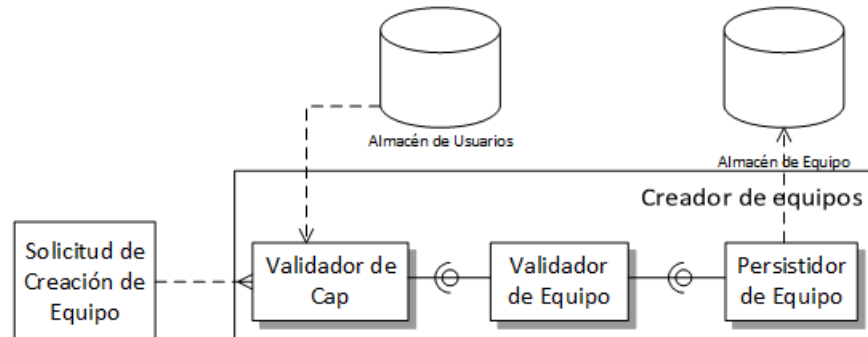 Almacén de Usuarios
Almacén de Equipo
Creador de equipos
Solicitud de
Creación de
Equipo
Validador de
Cap
Validador
de Equipo
Persistidor
de Equipo